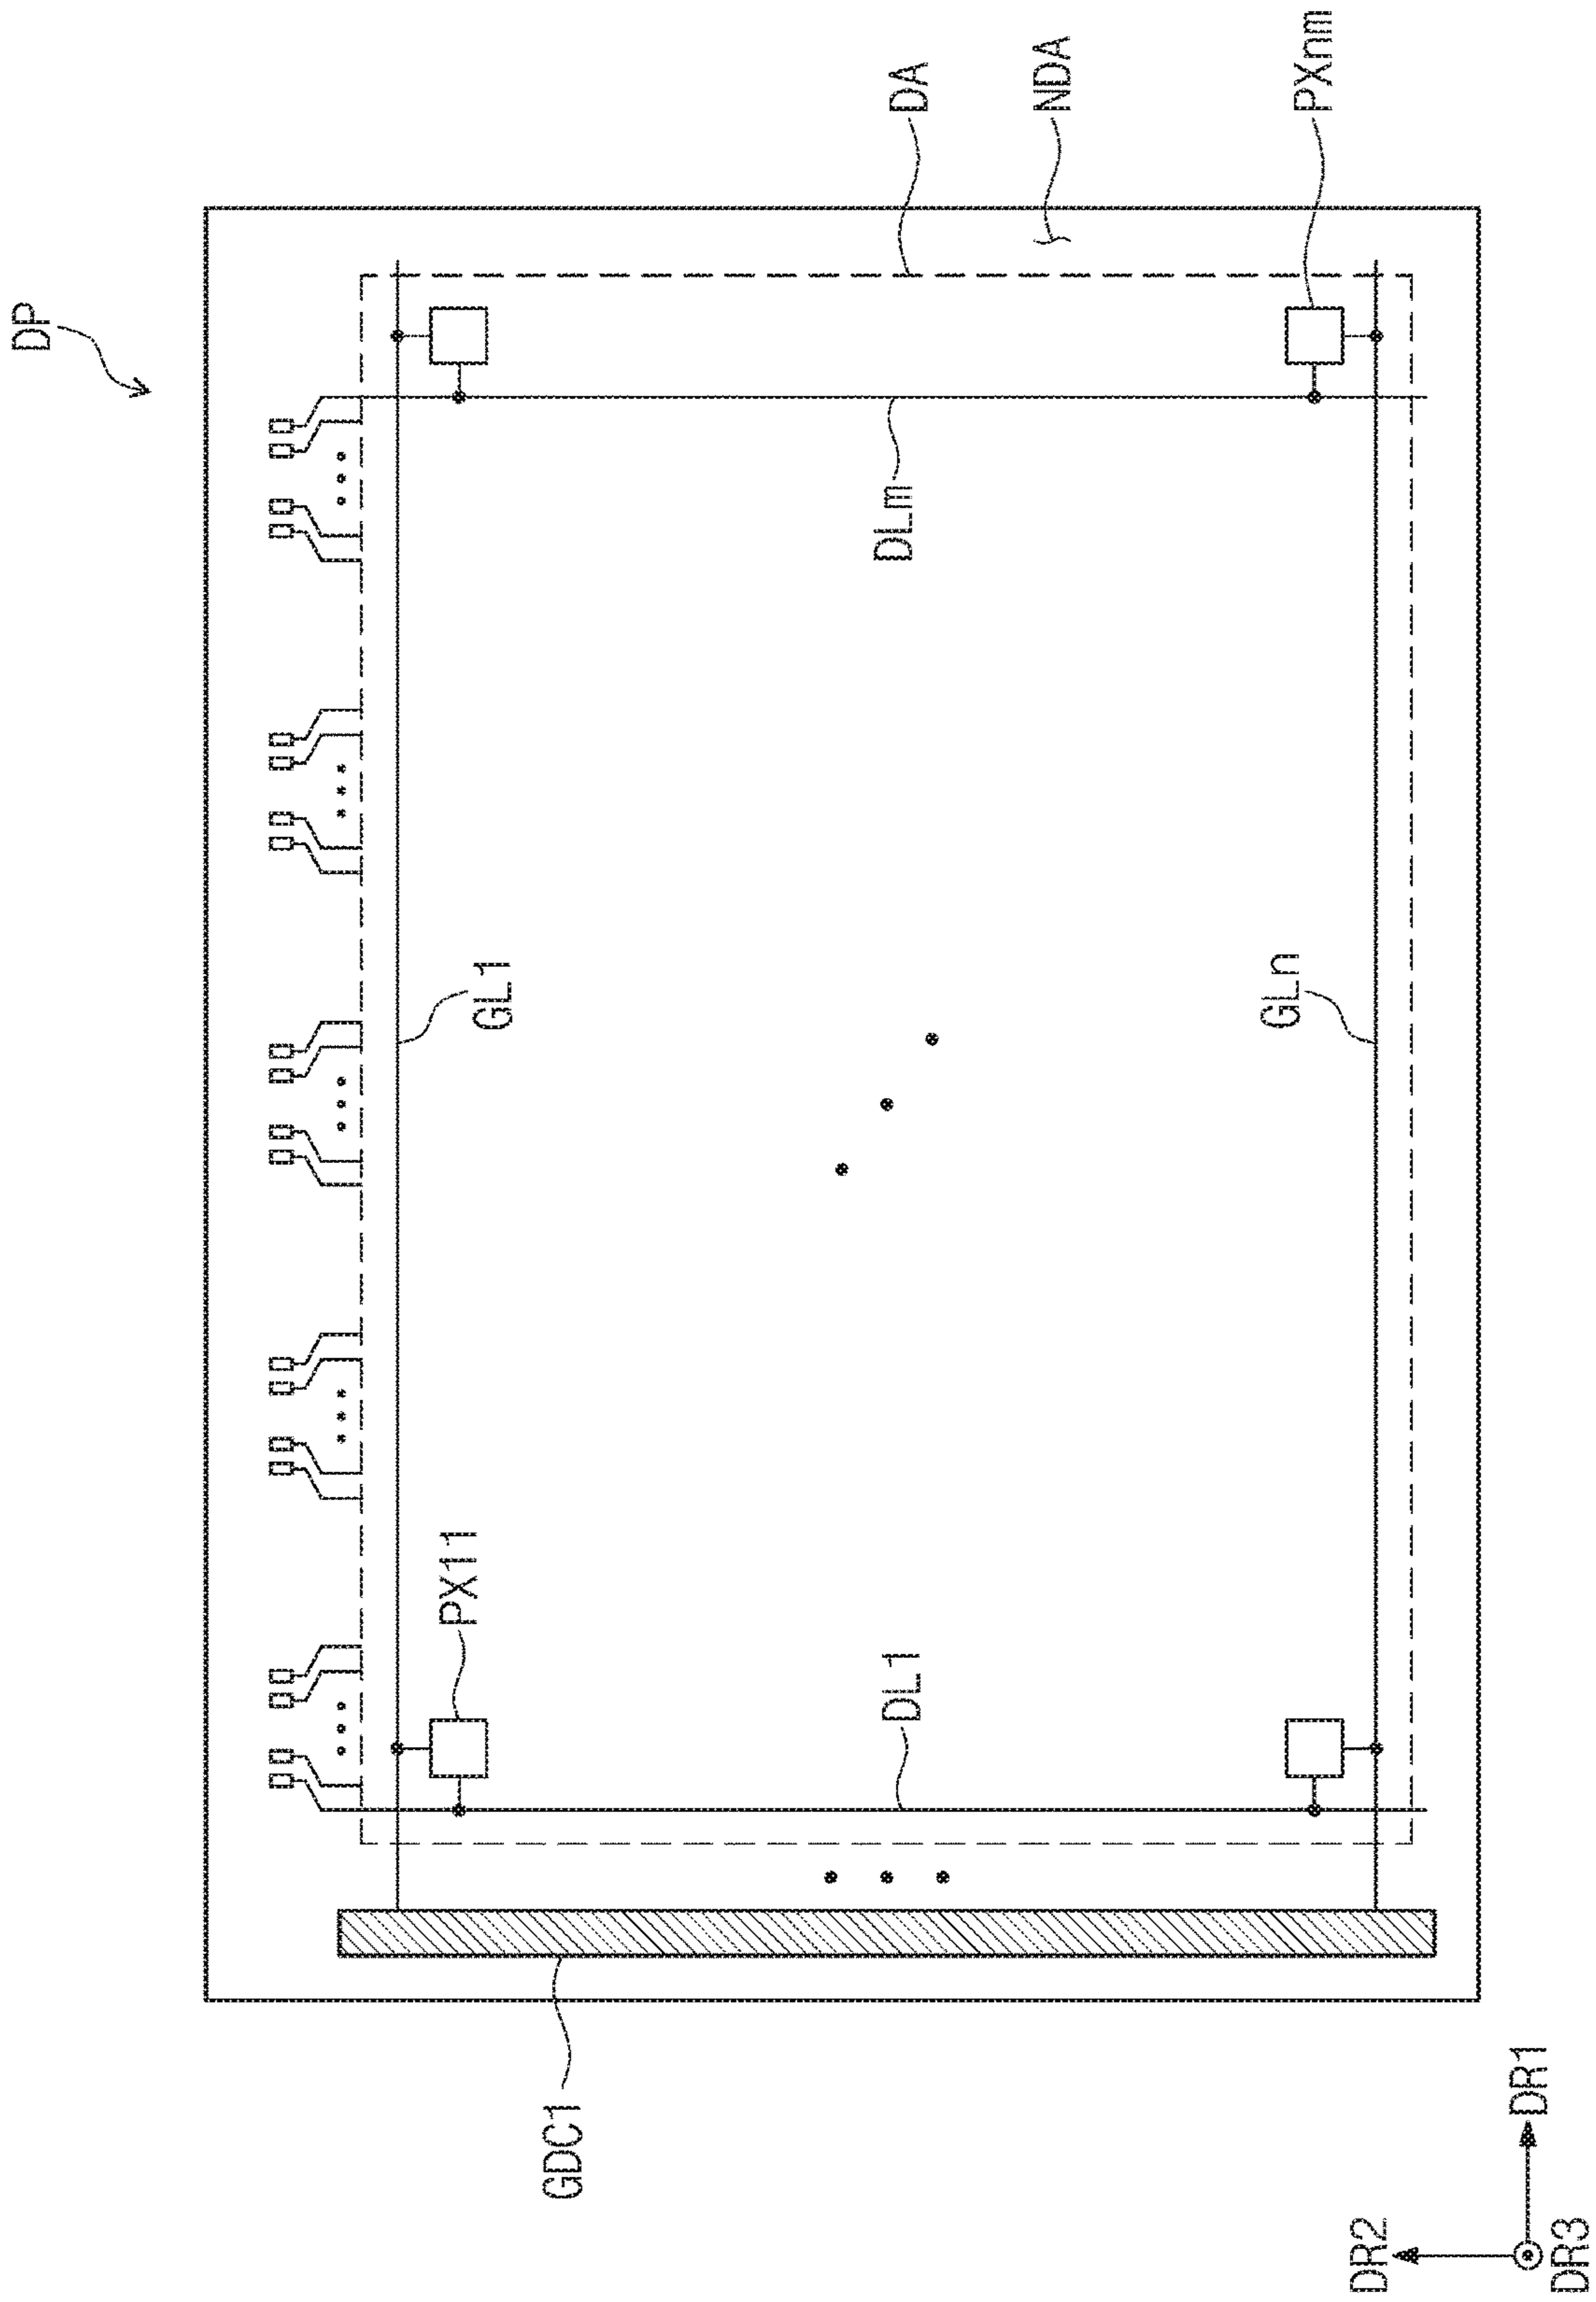 DP
PX11
GL1
GDC1
DL1
DLm
DA
NDA
GLn
PXnm
DR2
DR1
DR3